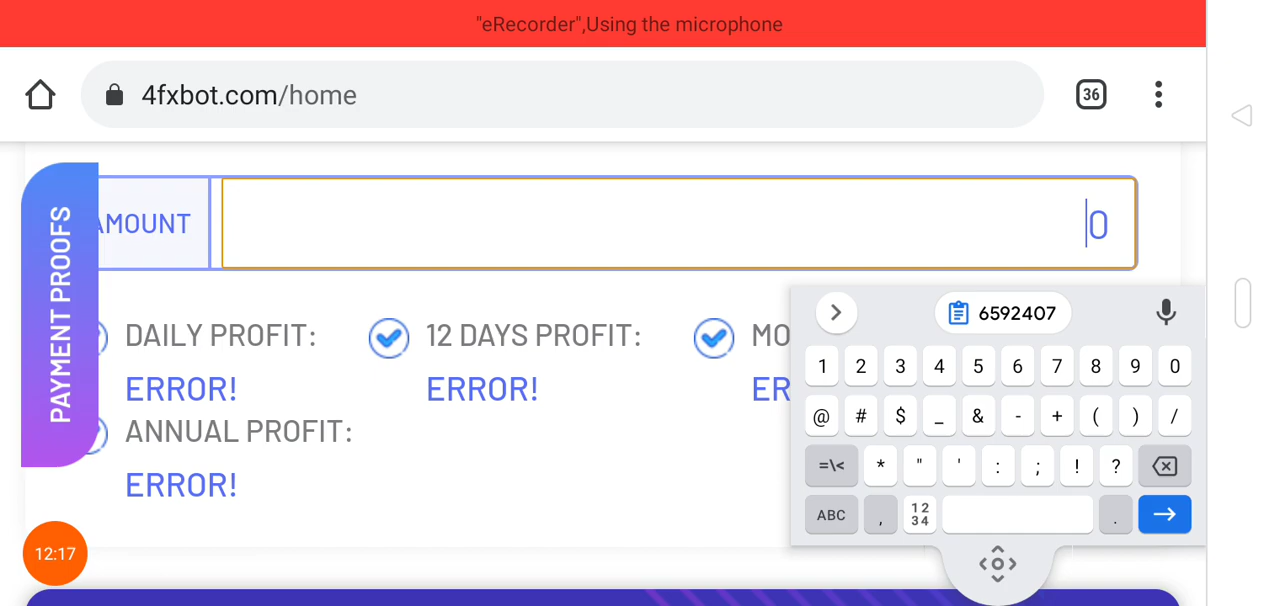 "eRecorder",Using the microphone
4fxbot.com/home
36
PAYMENT PROOFS
AMOUNT
0
DAILY PROFIT:
ERROR!
12 DAYS PROFIT:
ERROR!
MO
ER
ANNUAL PROFIT:
ERROR!
12:17
6592407
1 2 3 4 5 6 7 8 9 0
@ # $ _ & - + ( ) /
=\< * " ' : ; ! ?
ABC , 12 34 .